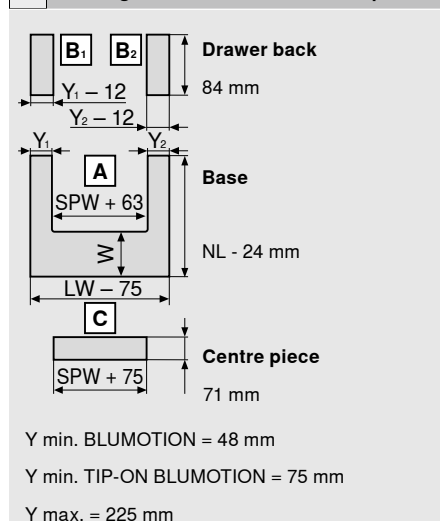 B₁ B₂ Drawer back
Y₁ – 12 84 mm
Y₂ – 12
Y₁ Y₂
A Base
SPW + 63
W NL - 24 mm
LW – 75
C
Centre piece
SPW + 75
71 mm
Y min. BLUMOTION = 48 mm
Y min. TIP-ON BLUMOTION = 75 mm
Y max. = 225 mm